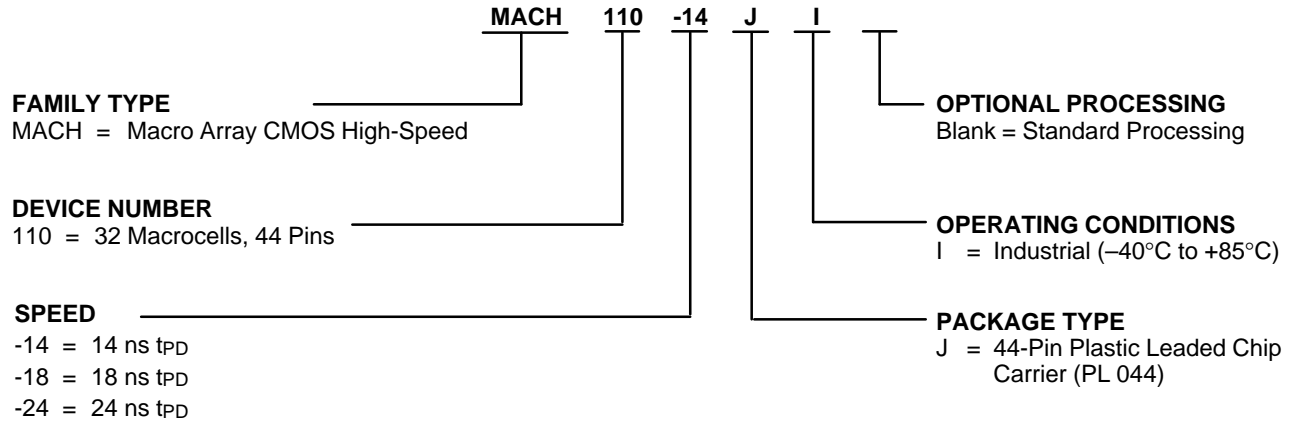 MACH 110 -14 J I
FAMILY TYPE
MACH = Macro Array CMOS High-Speed
DEVICE NUMBER
110 = 32 Macrocells, 44 Pins
SPEED
-14 = 14 ns tPD
-18 = 18 ns tPD
-24 = 24 ns tPD
OPTIONAL PROCESSING
Blank = Standard Processing
OPERATING CONDITIONS
I = Industrial (–40°C to +85°C)
PACKAGE TYPE
J = 44-Pin Plastic Leaded Chip
Carrier (PL 044)